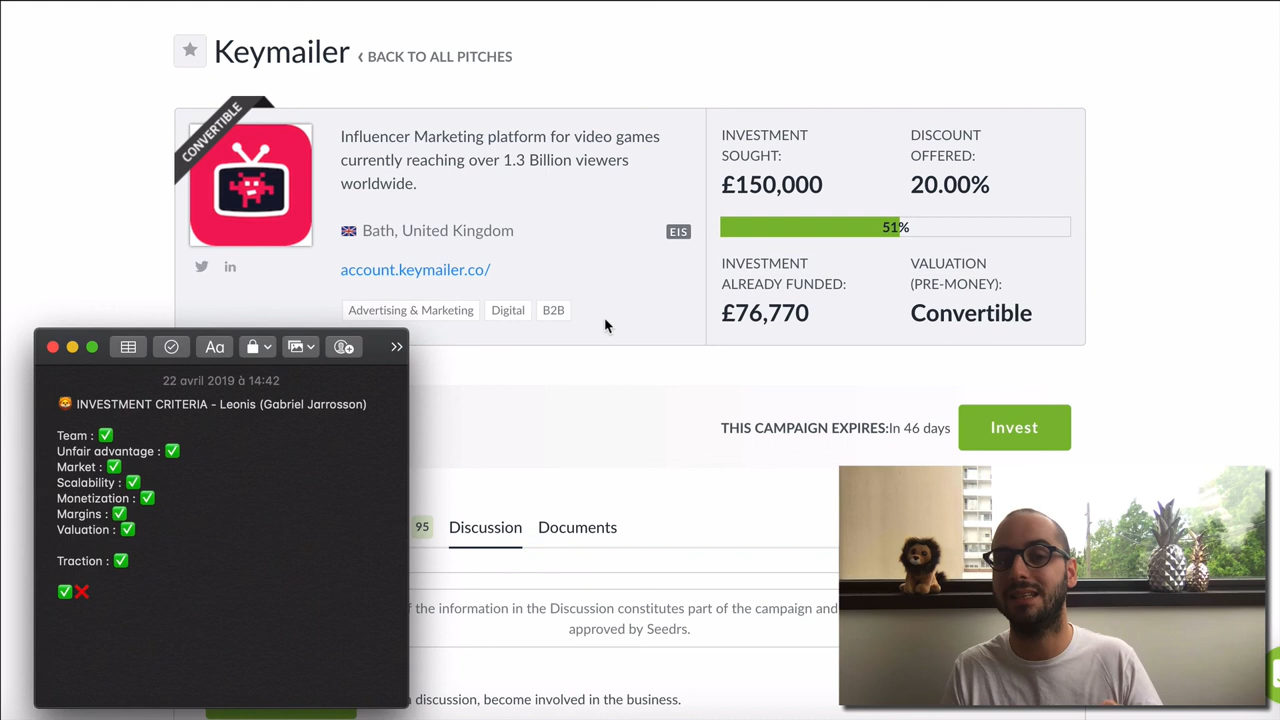 Keymailer
‹ BACK TO ALL PITCHES
CONVERTIBLE
Influencer Marketing platform for video games
currently reaching over 1.3 Billion viewers
worldwide.
Bath, United Kingdom
EIS
account.keymailer.co/
Advertising & Marketing
Digital
B2B
INVESTMENT
SOUGHT:
£150,000
DISCOUNT
OFFERED:
20.00%
51%
INVESTMENT
ALREADY FUNDED:
£76,770
VALUATION
(PRE-MONEY):
Convertible
THIS CAMPAIGN EXPIRES:In 46 days
Invest
95
Discussion
Documents
of the information in the Discussion constitutes part of the campaign and
approved by Seedrs.
discussion, become involved in the business.
Aa
22 avril 2019 à 14:42
🦁 INVESTMENT CRITERIA - Leonis (Gabriel Jarrosson)
Team : ✅
Unfair advantage : ✅
Market : ✅
Scalability : ✅
Monetization : ✅
Margins : ✅
Valuation : ✅
Traction : ✅
✅❌